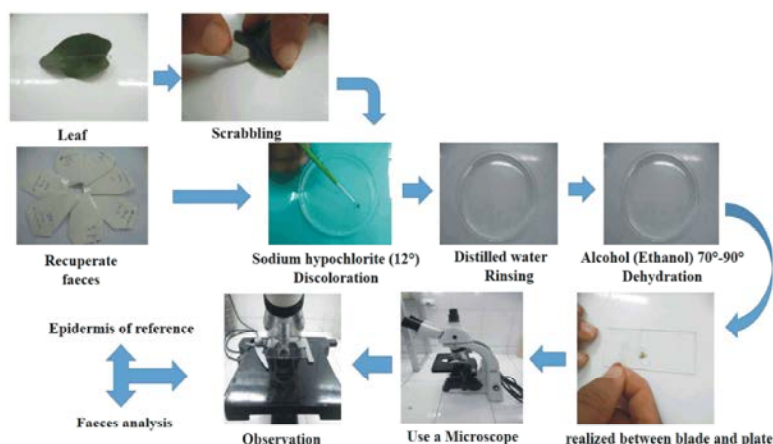 Leaf
Scrabbling
Recuperate
faeces
Sodium hypochlorite (12°)
Discoloration
Distilled water
Rinsing
Alcohol (Ethanol) 70°-90°
Dehydration
Epidermis of reference
Faeces analysis
Observation
Use a Microscope
realized between blade and plate